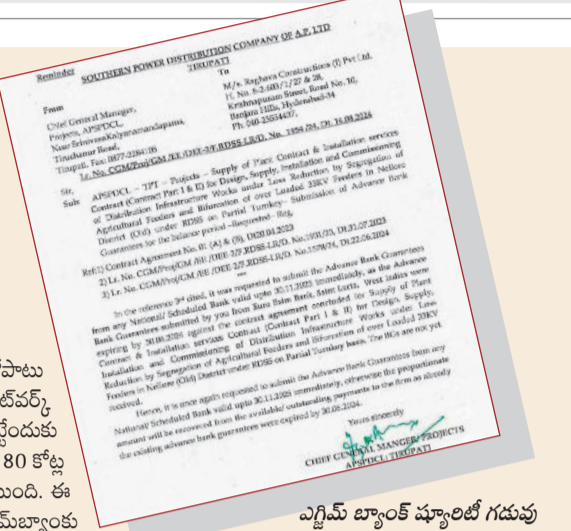 Reminder SOUTHERN POWER DISTRIBUTION COMPANY OF A.P. LTD
TIRUPATI
From
Chief General Manager,
Projects, APSPDCL,
Near SrinivasaKalyanamandapama,
Tiruchanur Road,
Tirupati. Fax: 0877-2284106
To
M/s. Raghava Constructions (I) Pvt Ltd.
H. No. 8-2-603/1/27 & 28,
Krishnapuram Street, Road No. 10,
Banjara Hills, Hyderabad-34
Ph: 040-23554437,
Lr. No. CGM/Proj/GM /EE /DEE-2/F.RDSS-LR/D. No. /24, Dt. .08.2024
Sir,
Sub: APSPDCL – TPT – Projects – Supply of Plant Contract & Installation services
Contract (Contract Part I & II) for Design, Supply, Installation and Commissioning
of Distribution Infrastructure Works under Loss Reduction by Segregation of
Agricultural Feeders and Bifurcation of over Loaded 33KV Feeders in Nellore
District (Old) under RDSS on Partial Turnkey– Submission of Advance Bank
Guarantees for the balance period –Requested– Reg.
Ref:1) Contract Agreement No. 01 (A) & (B), Dt20.04.2023
2) Lr. No. CGM/Proj/GM /EE /DEE-2/F.RDSS-LR/D. No. /23, Dt.31.07.2023
3) Lr. No. CGM/Proj/GM /EE /DEE-2/F.RDSS-LR/D. No.1579/24, Dt.22.06.2024
***
In the reference 3rd cited, it was requested to submit the Advance Bank Guarantees
from any National/ Scheduled Bank valid upto 30.11.2025 immediately, as the Advance
Bank Guarantees submitted by you from Euro Exim Bank, Saint Lucia, West indies were
expiring by 30.06.2024 against the contract agreement concluded for Supply of Plant
Contract & Installation services Contract (Contract Part I & II) for Design, Supply,
Installation and Commissioning of Distribution Infrastructure Works under Loss
Reduction by Segregation of Agricultural Feeders and Bifurcation of over Loaded 33KV
Feeders in Nellore (Old) District under RDSS on Partial Turnkey basis. The BGs are not yet
received.
Hence, it is once again requested to submit the Advance Bank Guarantees from any
National/ Scheduled Bank valid upto 30.11.2025 immediately, otherwise the proportionate
amount will be recovered from the available/ outstanding payments to the firm as already
the existing advance bank guarantees were expired by 30.06.2024.
Yours sincerely
CHIEF GENERAL MANGER/ PROJECTS
APSPDCL: TIRUPATI
80 కోట్ల
ఎగ్జిమ్ బ్యాంక్ ష్యూరిటీ గడువు